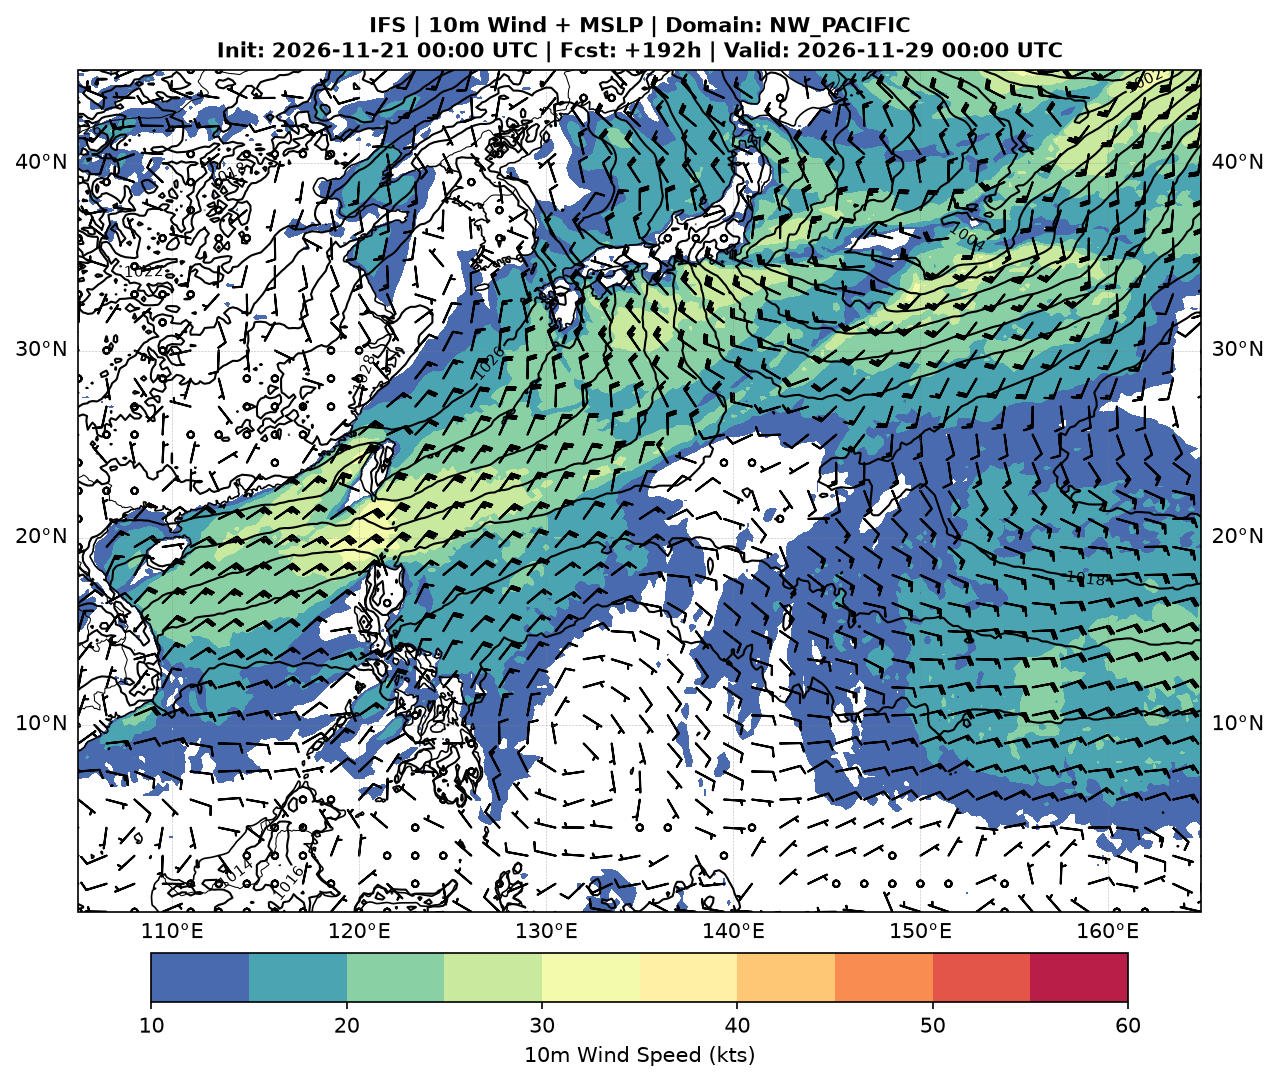 IFS | 10m Wind + MSLP | Domain: NW_PACIFIC
Init: 2026-11-21 00:00 UTC | Fcst: +192h | Valid: 2026-11-29 00:00 UTC
40°N
40°N
1004
1022
30°N
30°N
1028
1026
20°N
20°N
1018
10°N
10°N
1016
110°E
120°E
130°E
140°E
150°E
160°E
10
20
30
40
50
60
10m Wind Speed (kts)